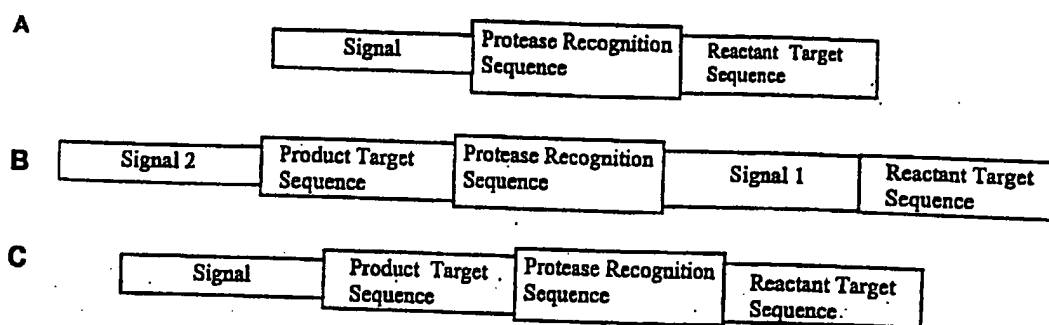 A
Signal
Protease Recognition
Sequence
Reactant Target
Sequence
B
Signal 2
Product Target
Sequence
Protease Recognition
Sequence
Signal 1
Reactant Target
Sequence
C
Signal
Product Target
Sequence
Protease Recognition
Sequence
Reactant Target
Sequence